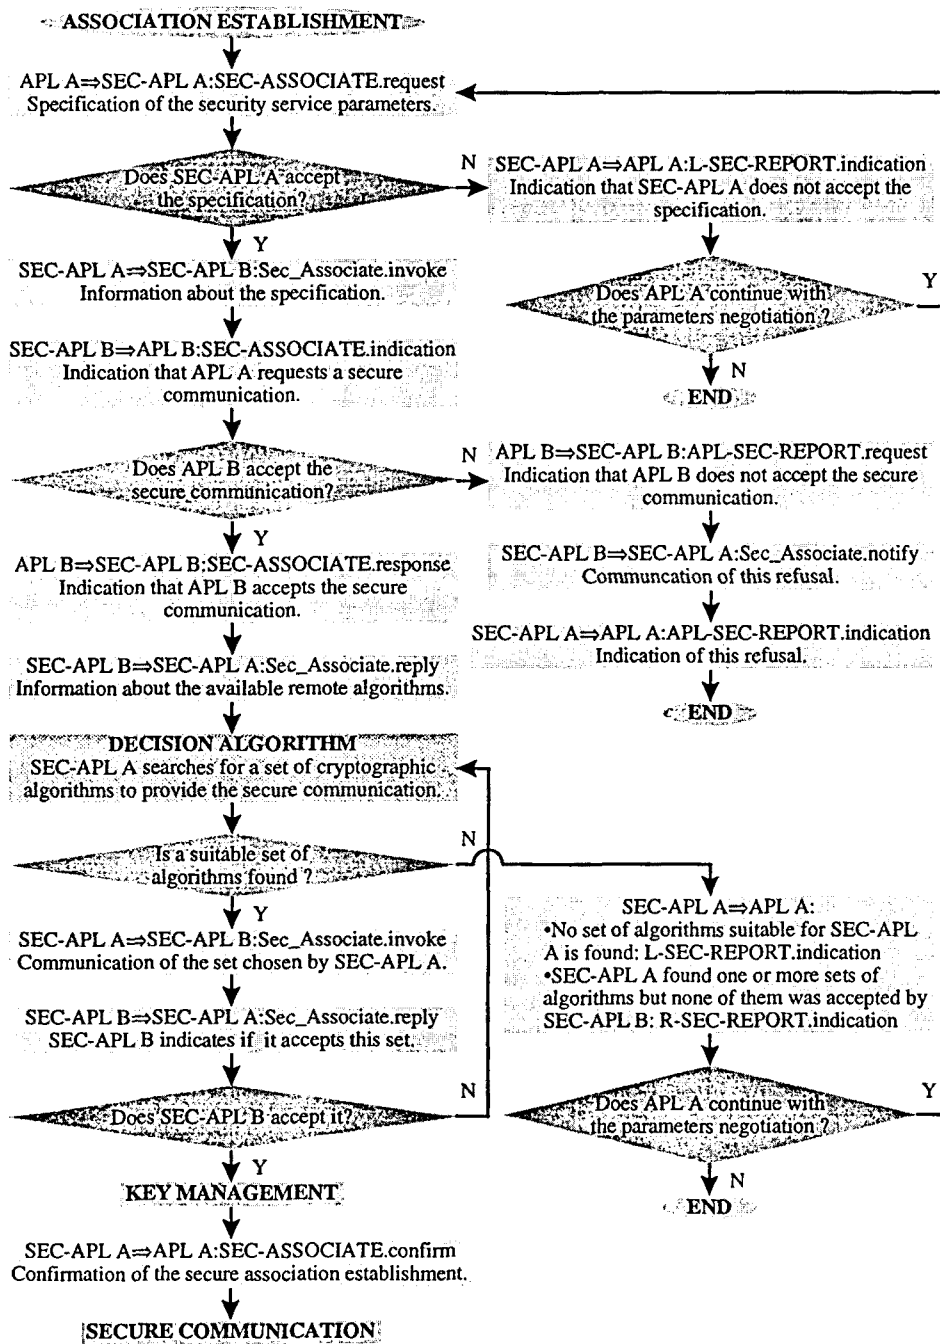 ASSOCIATION ESTABLISHMENT
APL A⇒SEC-APL A:SEC-ASSOCIATE.request
Specification of the security service parameters.
Does SEC-APL A accept
the specification?
N
SEC-APL A⇒APL A:L-SEC-REPORT.indication
Indication that SEC-APL A does not accept the
specification.
Y
SEC-APL A⇒SEC-APL B:Sec_Associate.invoke
Information about the specification.
Does APL A continue with
the parameters negotiation ?
Y
N
END
SEC-APL B⇒APL B:SEC-ASSOCIATE.indication
Indication that APL A requests a secure
communication.
Does APL B accept the
secure communication?
N
APL B⇒SEC-APL B:APL-SEC-REPORT.request
Indication that APL B does not accept the secure
communication.
Y
APL B⇒SEC-APL B:SEC-ASSOCIATE.response
Indication that APL B accepts the secure
communication.
SEC-APL B⇒SEC-APL A:Sec_Associate.notify
Communcation of this refusal.
SEC-APL A⇒APL A:APL-SEC-REPORT.indication
Indication of this refusal.
END
SEC-APL B⇒SEC-APL A:Sec_Associate.reply
Information about the available remote algorithms.
DECISION ALGORITHM
SEC-APL A searches for a set of cryptographic
algorithms to provide the secure communication.
Is a suitable set of
algorithms found ?
N
Y
SEC-APL A⇒SEC-APL B:Sec_Associate.invoke
Communication of the set chosen by SEC-APL A.
SEC-APL B⇒SEC-APL A:Sec_Associate.reply
SEC-APL B indicates if it accepts this set.
SEC-APL A⇒APL A:
•No set of algorithms suitable for SEC-APL
A is found: L-SEC-REPORT.indication
•SEC-APL A found one or more sets of
algorithms but none of them was accepted by
SEC-APL B: R-SEC-REPORT.indication
Does SEC-APL B accept it?
N
Does APL A continue with
the parameters negotiation ?
Y
N
END
Y
KEY MANAGEMENT
SEC-APL A⇒APL A:SEC-ASSOCIATE.confirm
Confirmation of the secure association establishment.
SECURE COMMUNICATION